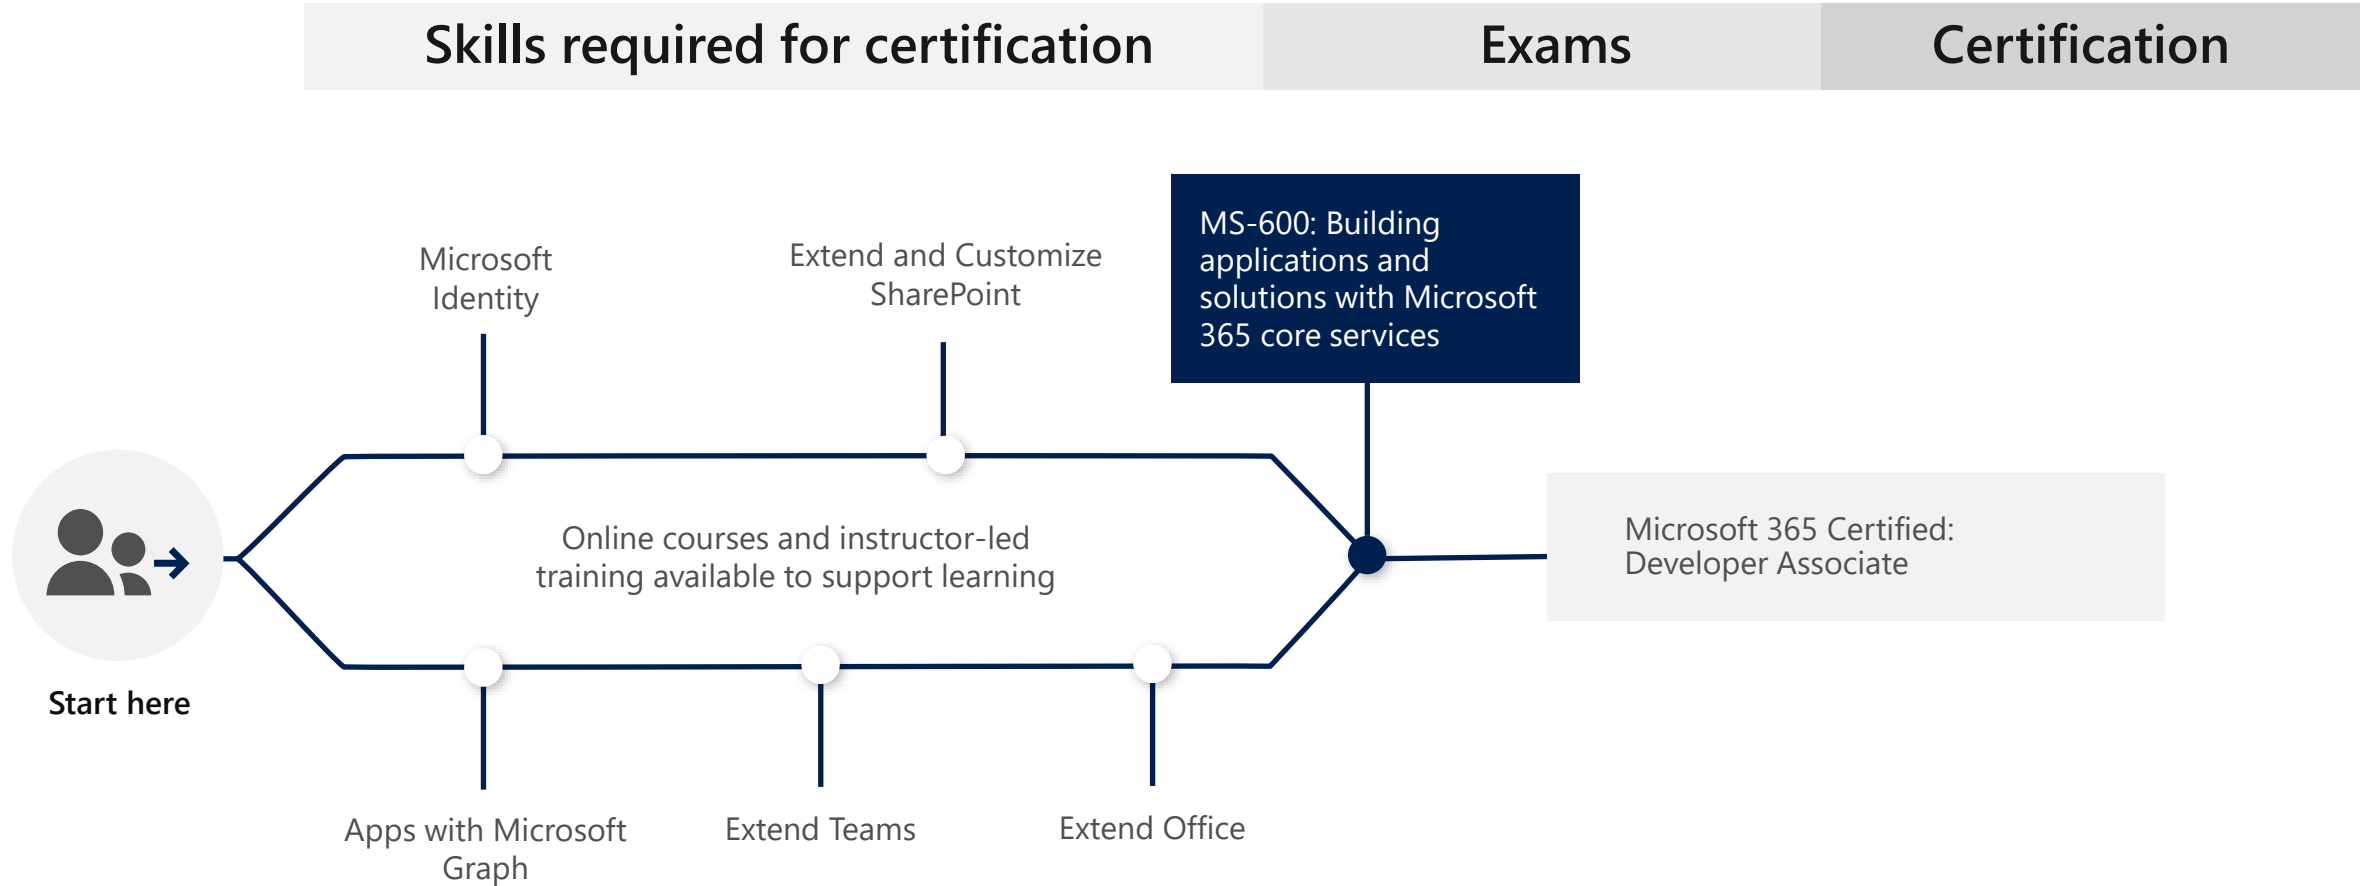 Skills required for certification
Exams
Certification
Microsoft
Identity
Extend and Customize
SharePoint
MS-600: Building
applications and
solutions with Microsoft
365 core services
Online courses and instructor-led
training available to support learning
Microsoft 365 Certified:
Developer Associate
Start here
Apps with Microsoft
Graph
Extend Teams
Extend Office